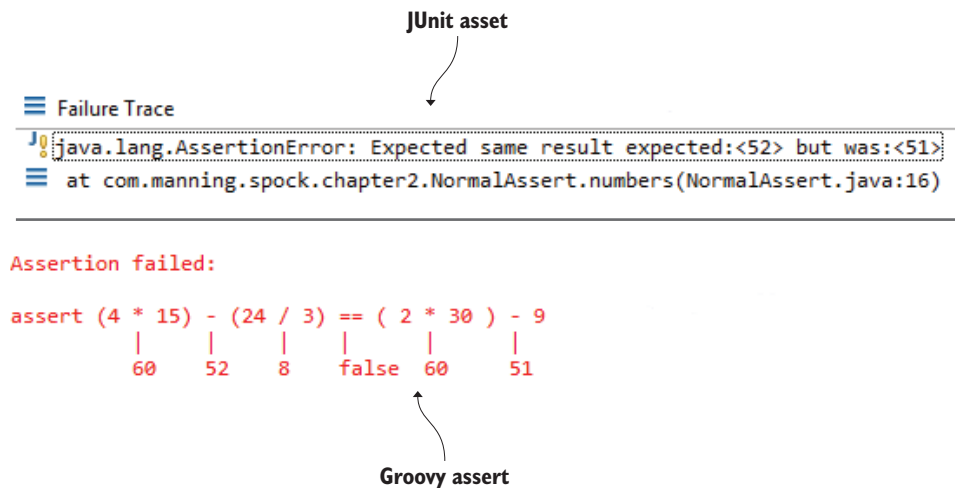 JUnit asset
Failure Trace
java.lang.AssertionError: Expected same result expected:<52> but was:<51>
at com.manning.spock.chapter2.NormalAssert.numbers(NormalAssert.java:16)
Assertion failed:
assert (4 * 15) - (24 / 3) == ( 2 * 30 ) - 9
| | | | | |
60 52 8 false 60 51
Groovy assert